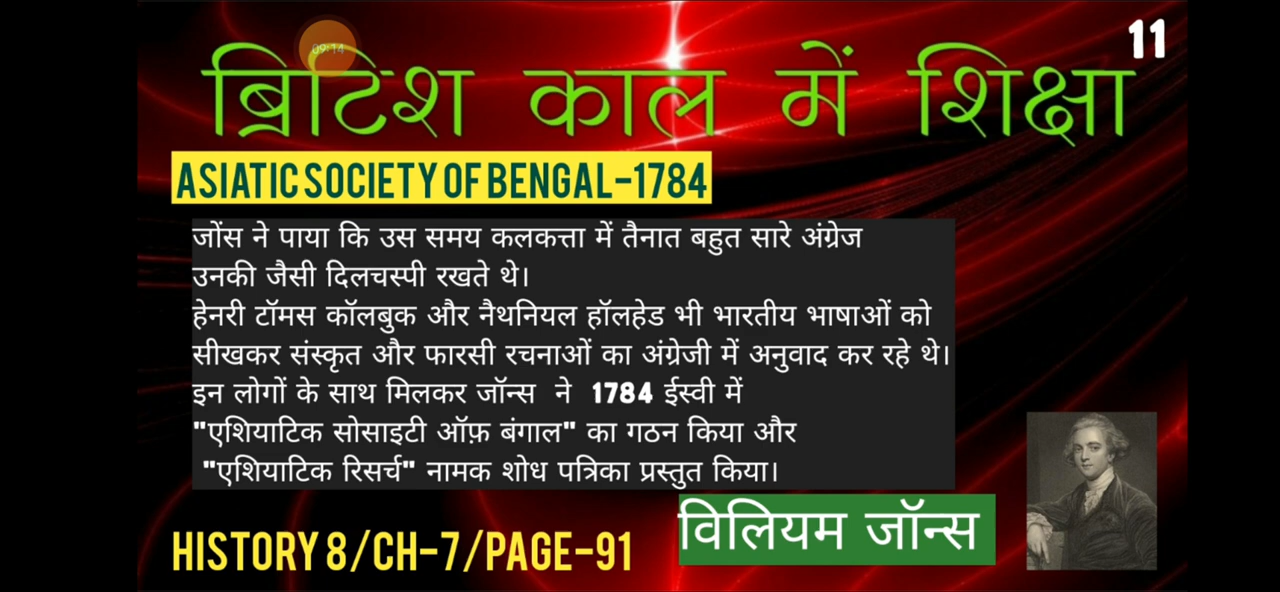 11
09:14
ब्रिटिश काल में शिक्षा
ASIATIC SOCIETY OF BENGAL-1784
जोंस ने पाया कि उस समय कलकत्ता में तैनात बहुत सारे अंग्रेज
उनकी जैसी दिलचस्पी रखते थे।
हेनरी टॉमस कॉलबुक और नैथनियल हॉलहेड भी भारतीय भाषाओं को
सीखकर संस्कृत और फारसी रचनाओं का अंग्रेजी में अनुवाद कर रहे थे।
इन लोगों के साथ मिलकर जॉन्स ने 1784 ईस्वी में
"एशियाटिक सोसाइटी ऑफ़ बंगाल" का गठन किया और
"एशियाटिक रिसर्च" नामक शोध पत्रिका प्रस्तुत किया।
विलियम जॉन्स
HISTORY 8/CH-7/PAGE-91